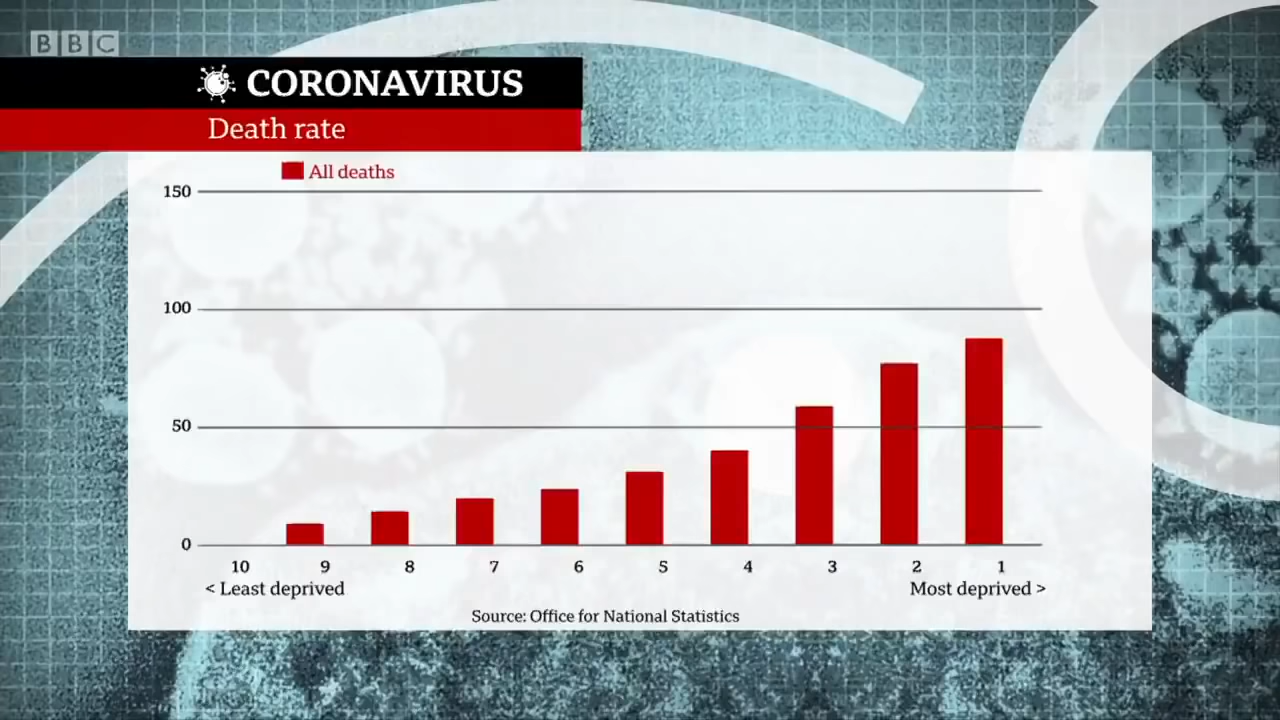 BBC
CORONAVIRUS
Death rate
All deaths
150
100
50
0
10 9 8 7 6 5 4 3 2 1
< Least deprived Most deprived >
Source: Office for National Statistics